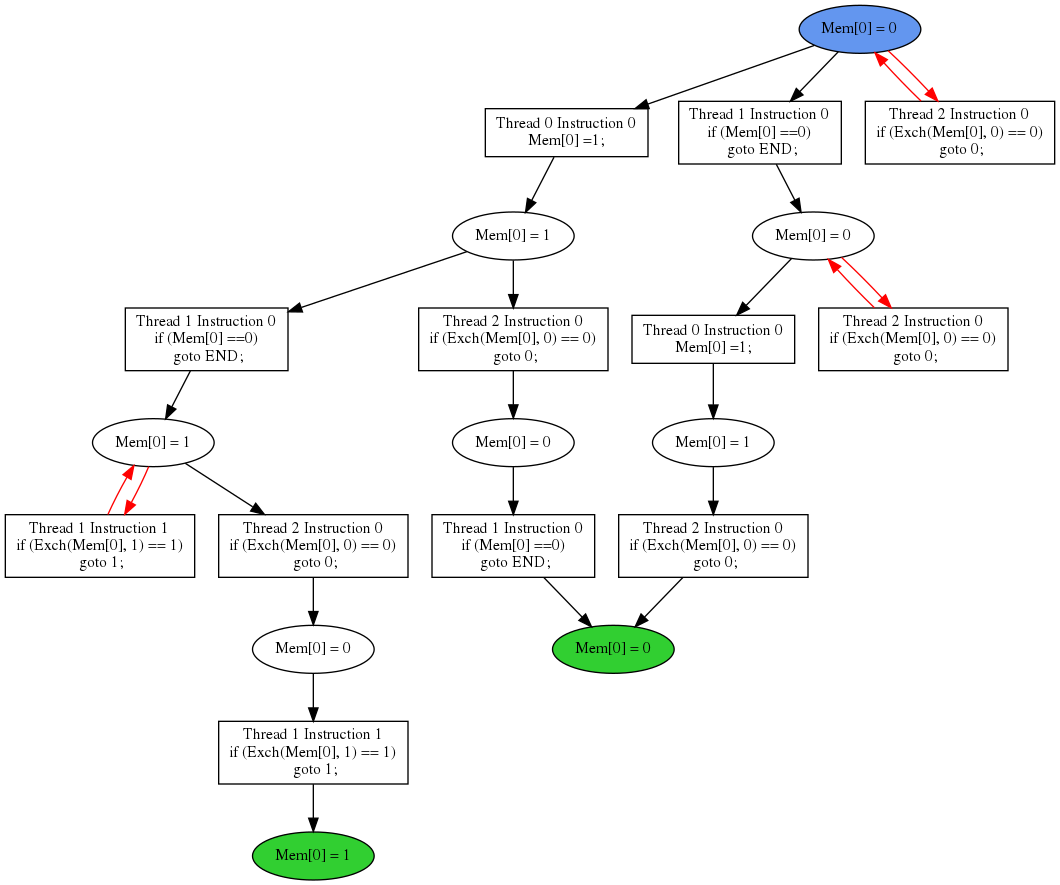 Mem[0] = 0
Thread 0 Instruction 0
Mem[0] =1;
Thread 1 Instruction 0
if (Mem[0] ==0)
goto END;
Thread 2 Instruction 0
if (Exch(Mem[0], 0) == 0)
goto 0;
Mem[0] = 1
Mem[0] = 0
Thread 1 Instruction 0
if (Mem[0] ==0)
goto END;
Thread 2 Instruction 0
if (Exch(Mem[0], 0) == 0)
goto 0;
Thread 0 Instruction 0
Mem[0] =1;
Thread 2 Instruction 0
if (Exch(Mem[0], 0) == 0)
goto 0;
Mem[0] = 1
Mem[0] = 0
Mem[0] = 1
Thread 1 Instruction 1
if (Exch(Mem[0], 1) == 1)
goto 1;
Thread 2 Instruction 0
if (Exch(Mem[0], 0) == 0)
goto 0;
Thread 1 Instruction 0
if (Mem[0] ==0)
goto END;
Thread 2 Instruction 0
if (Exch(Mem[0], 0) == 0)
goto 0;
Mem[0] = 0
Mem[0] = 0
Thread 1 Instruction 1
if (Exch(Mem[0], 1) == 1)
goto 1;
Mem[0] = 1